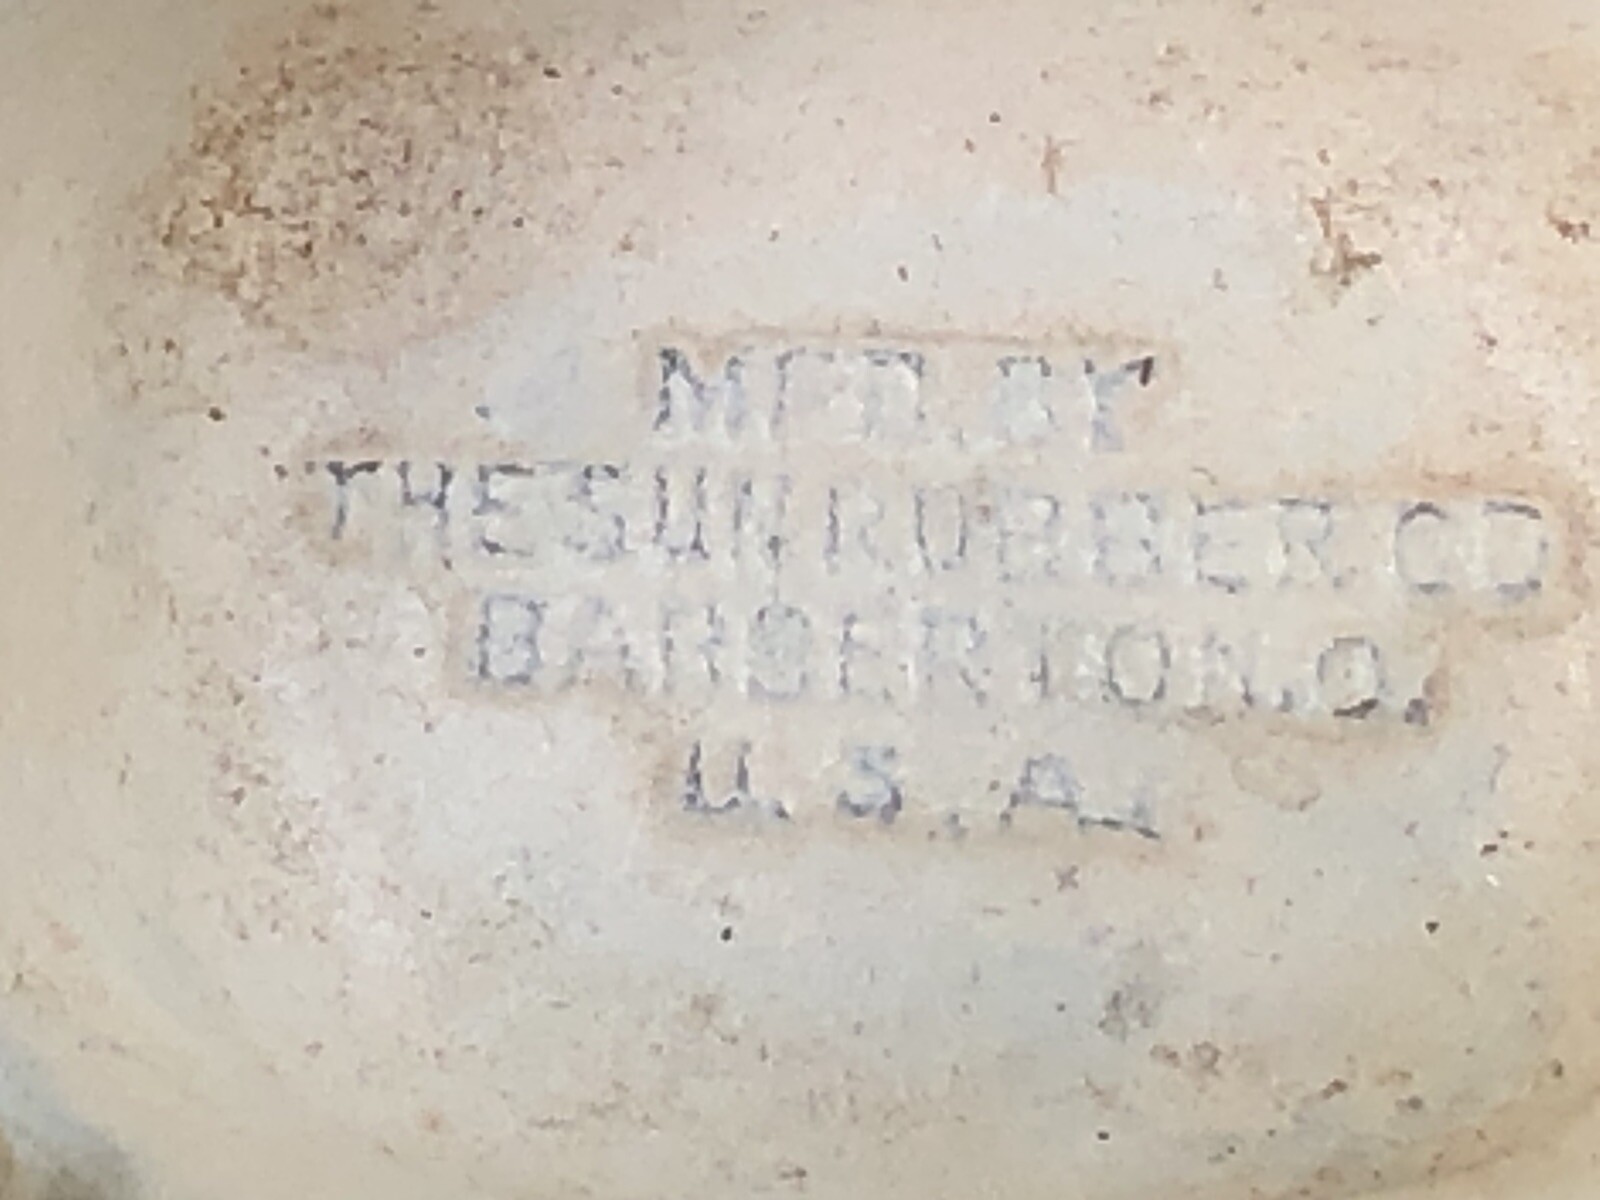 MFD. BY
THE SUN RUBBER CO
BARBERTON. O.
U. S. A.